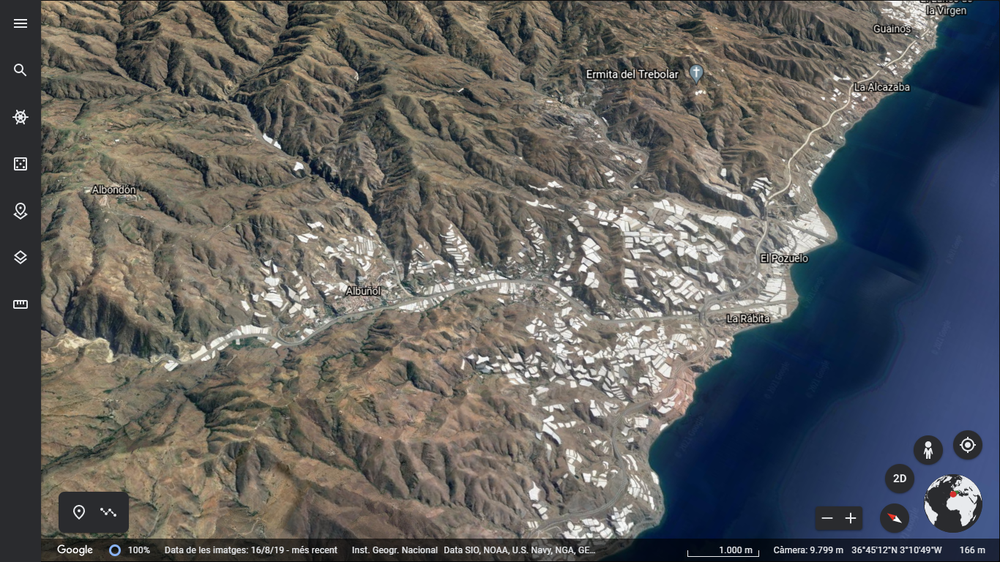 la Virgen
Guainos
Ermita del Trebolar
La Alcazaba
Albondón
El Pozuelo
Albuñol
La Rábita
2D
Google 100% Data de les imatges: 16/8/19 - més recent Inst. Geogr. Nacional Data SIO, NOAA, U.S. Navy, NGA, GE... 1.000 m Càmera: 9.799 m 36°45'12"N 3°10'49"W 166 m